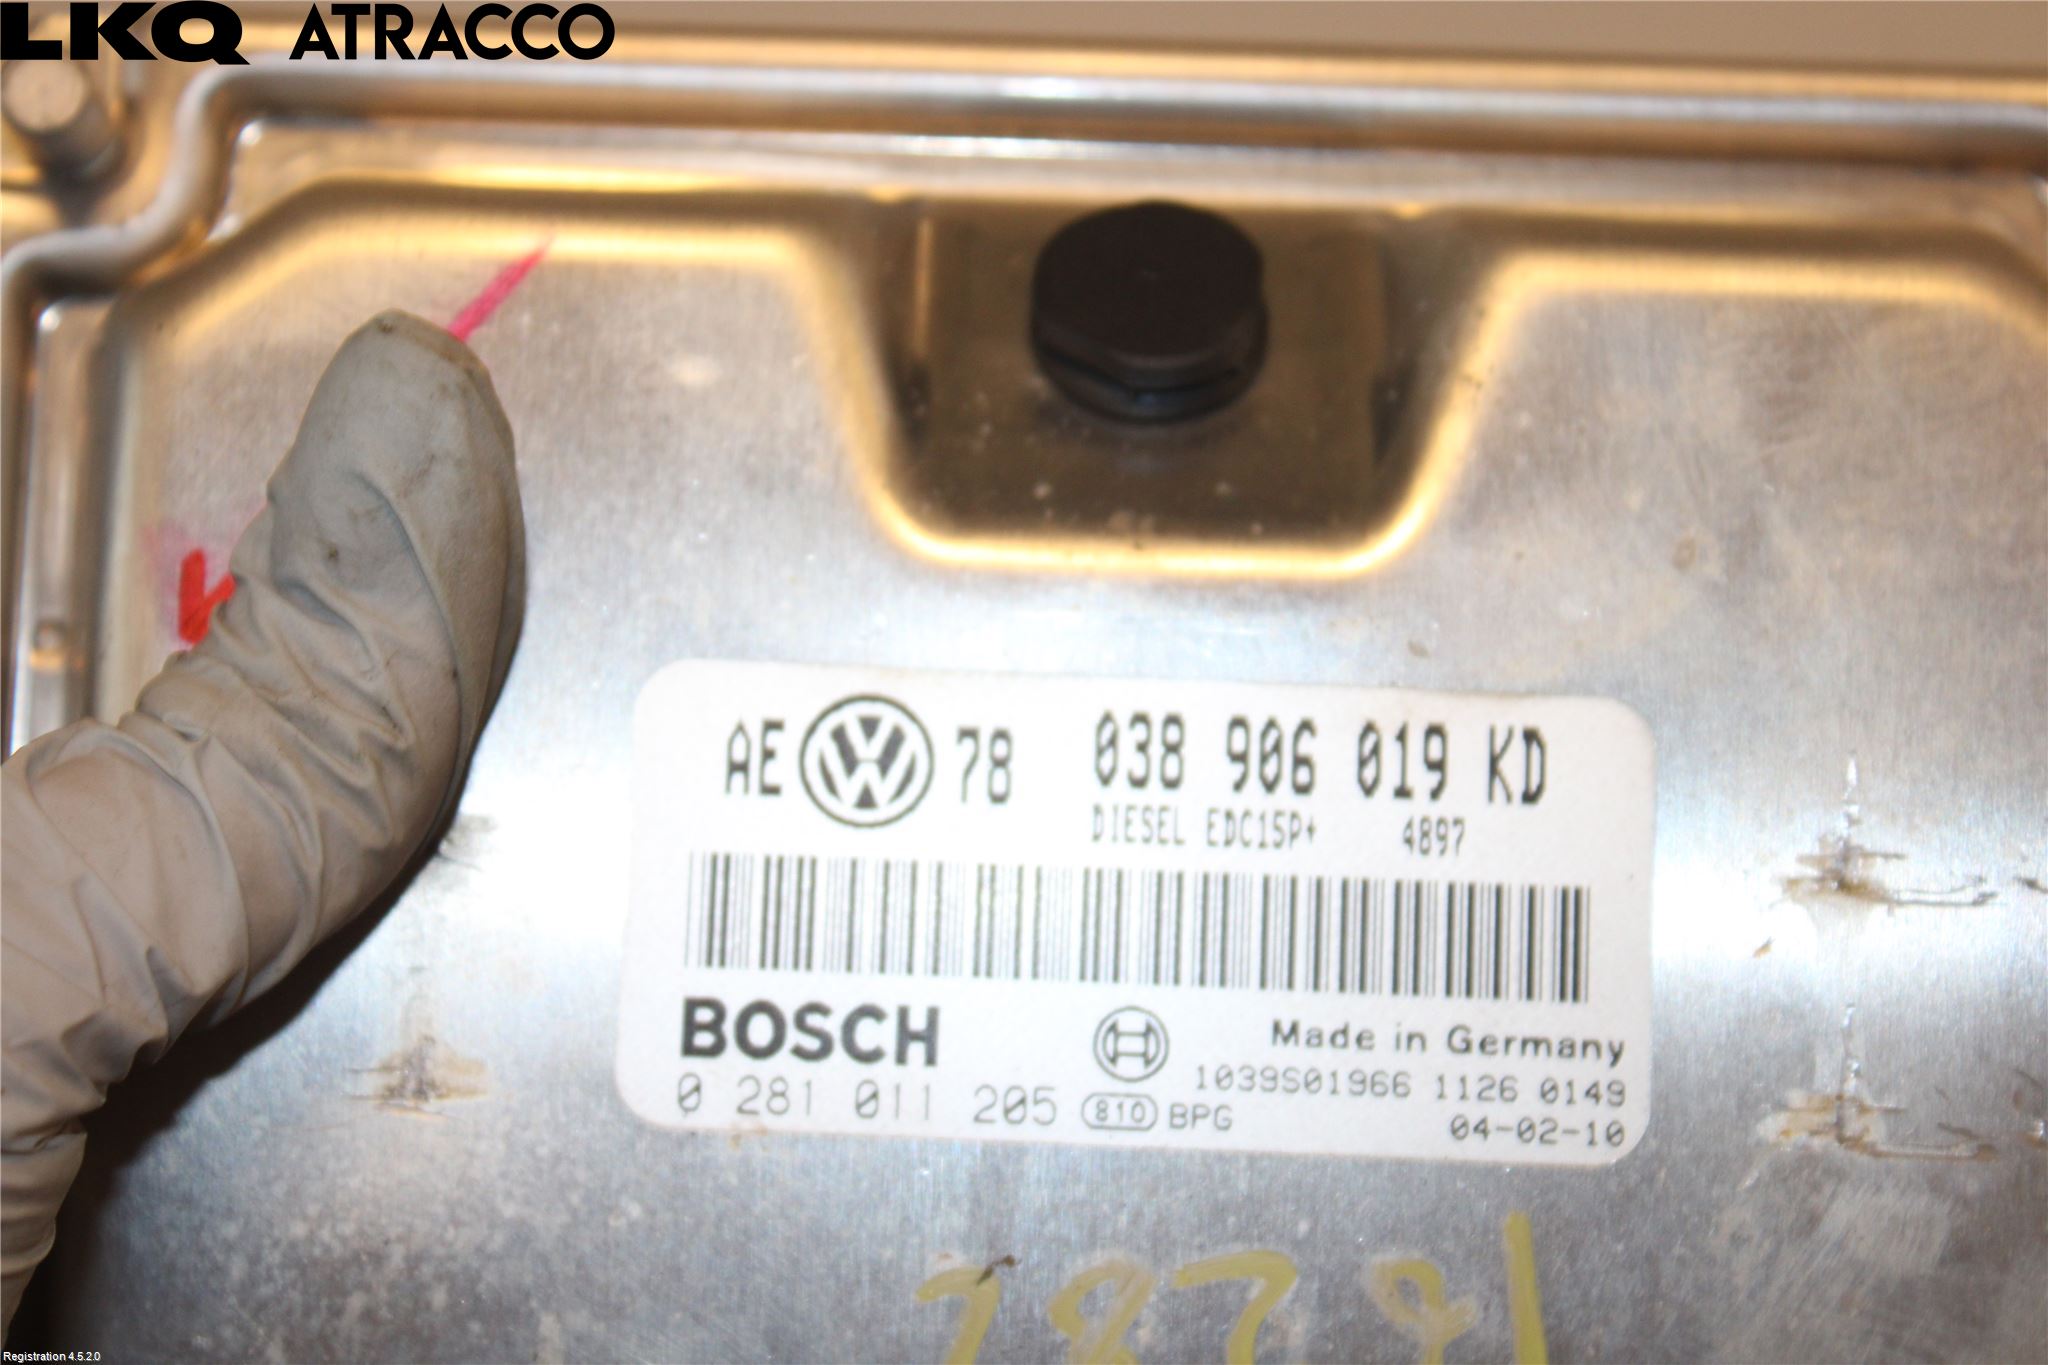 LKQ ATRACCO
AE 78 038 906 019 KD
DIESEL EDC15P+ 4897
BOSCH
Made in Germany
0 281 011 205
810 BPG
1039S01966 1126 0149
04-02-10
Registration 4.5.2.0